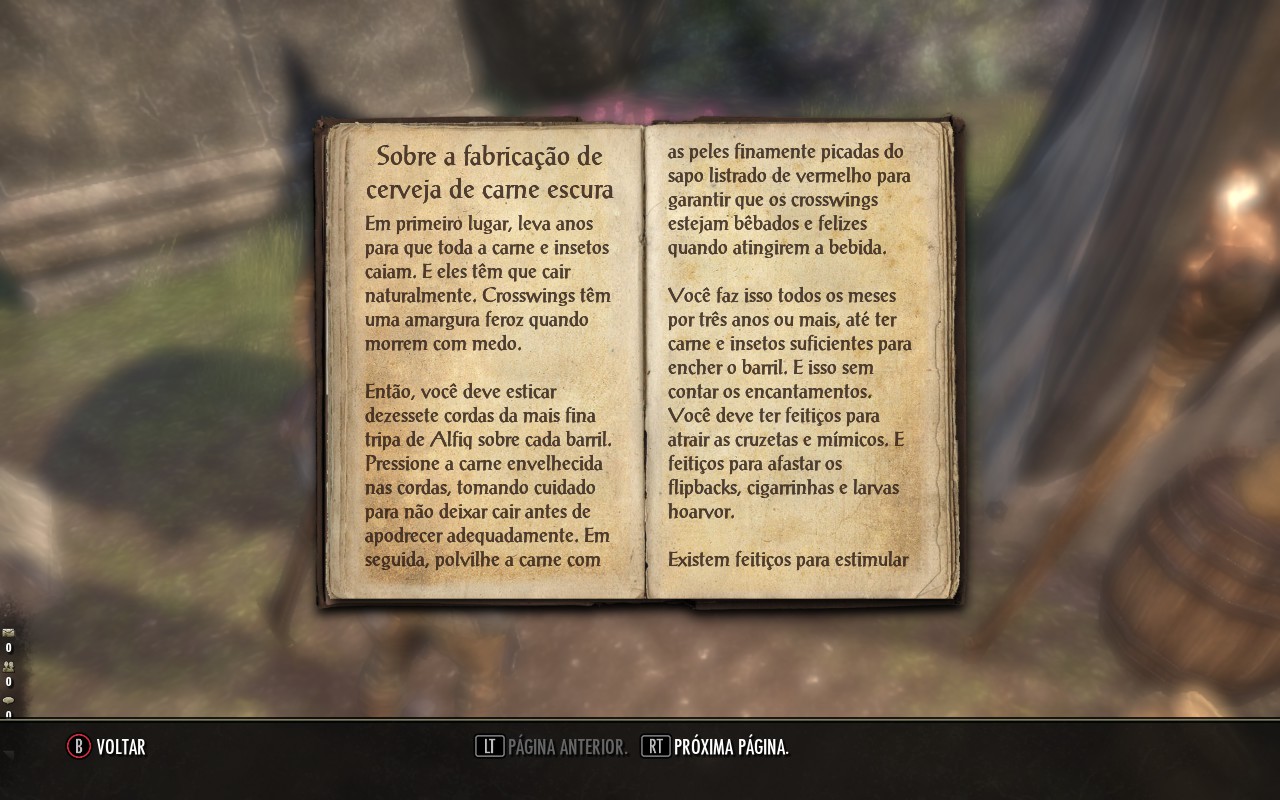 Sobre a fabricação de
cerveja de carne escura
Em primeiro lugar, leva anos
para que toda a carne e insetos
caiam. E eles têm que cair
naturalmente. Crosswings têm
uma amargura feroz quando
morrem com medo.
Então, você deve esticar
dezessete cordas da mais fina
tripa de Alfiq sobre cada barril.
Pressione a carne envelhecida
nas cordas, tomando cuidado
para não deixar cair antes de
apodrecer adequadamente. Em
seguida, polvilhe a carne com
as peles finamente picadas do
sapo listrado de vermelho para
garantir que os crosswings
estejam bêbados e felizes
quando atingirem a bebida.
Você faz isso todos os meses
por três anos ou mais, até ter
carne e insetos suficientes para
encher o barril. E isso sem
contar os encantamentos.
Você deve ter feitiços para
atrair as cruzetas e mímicos. E
feitiços para afastar os
flipbacks, cigarrinhas e larvas
hoarvor.
Existem feitiços para estimular
0
0
0
B VOLTAR
LT PÁGINA ANTERIOR. RT PRÓXIMA PÁGINA.